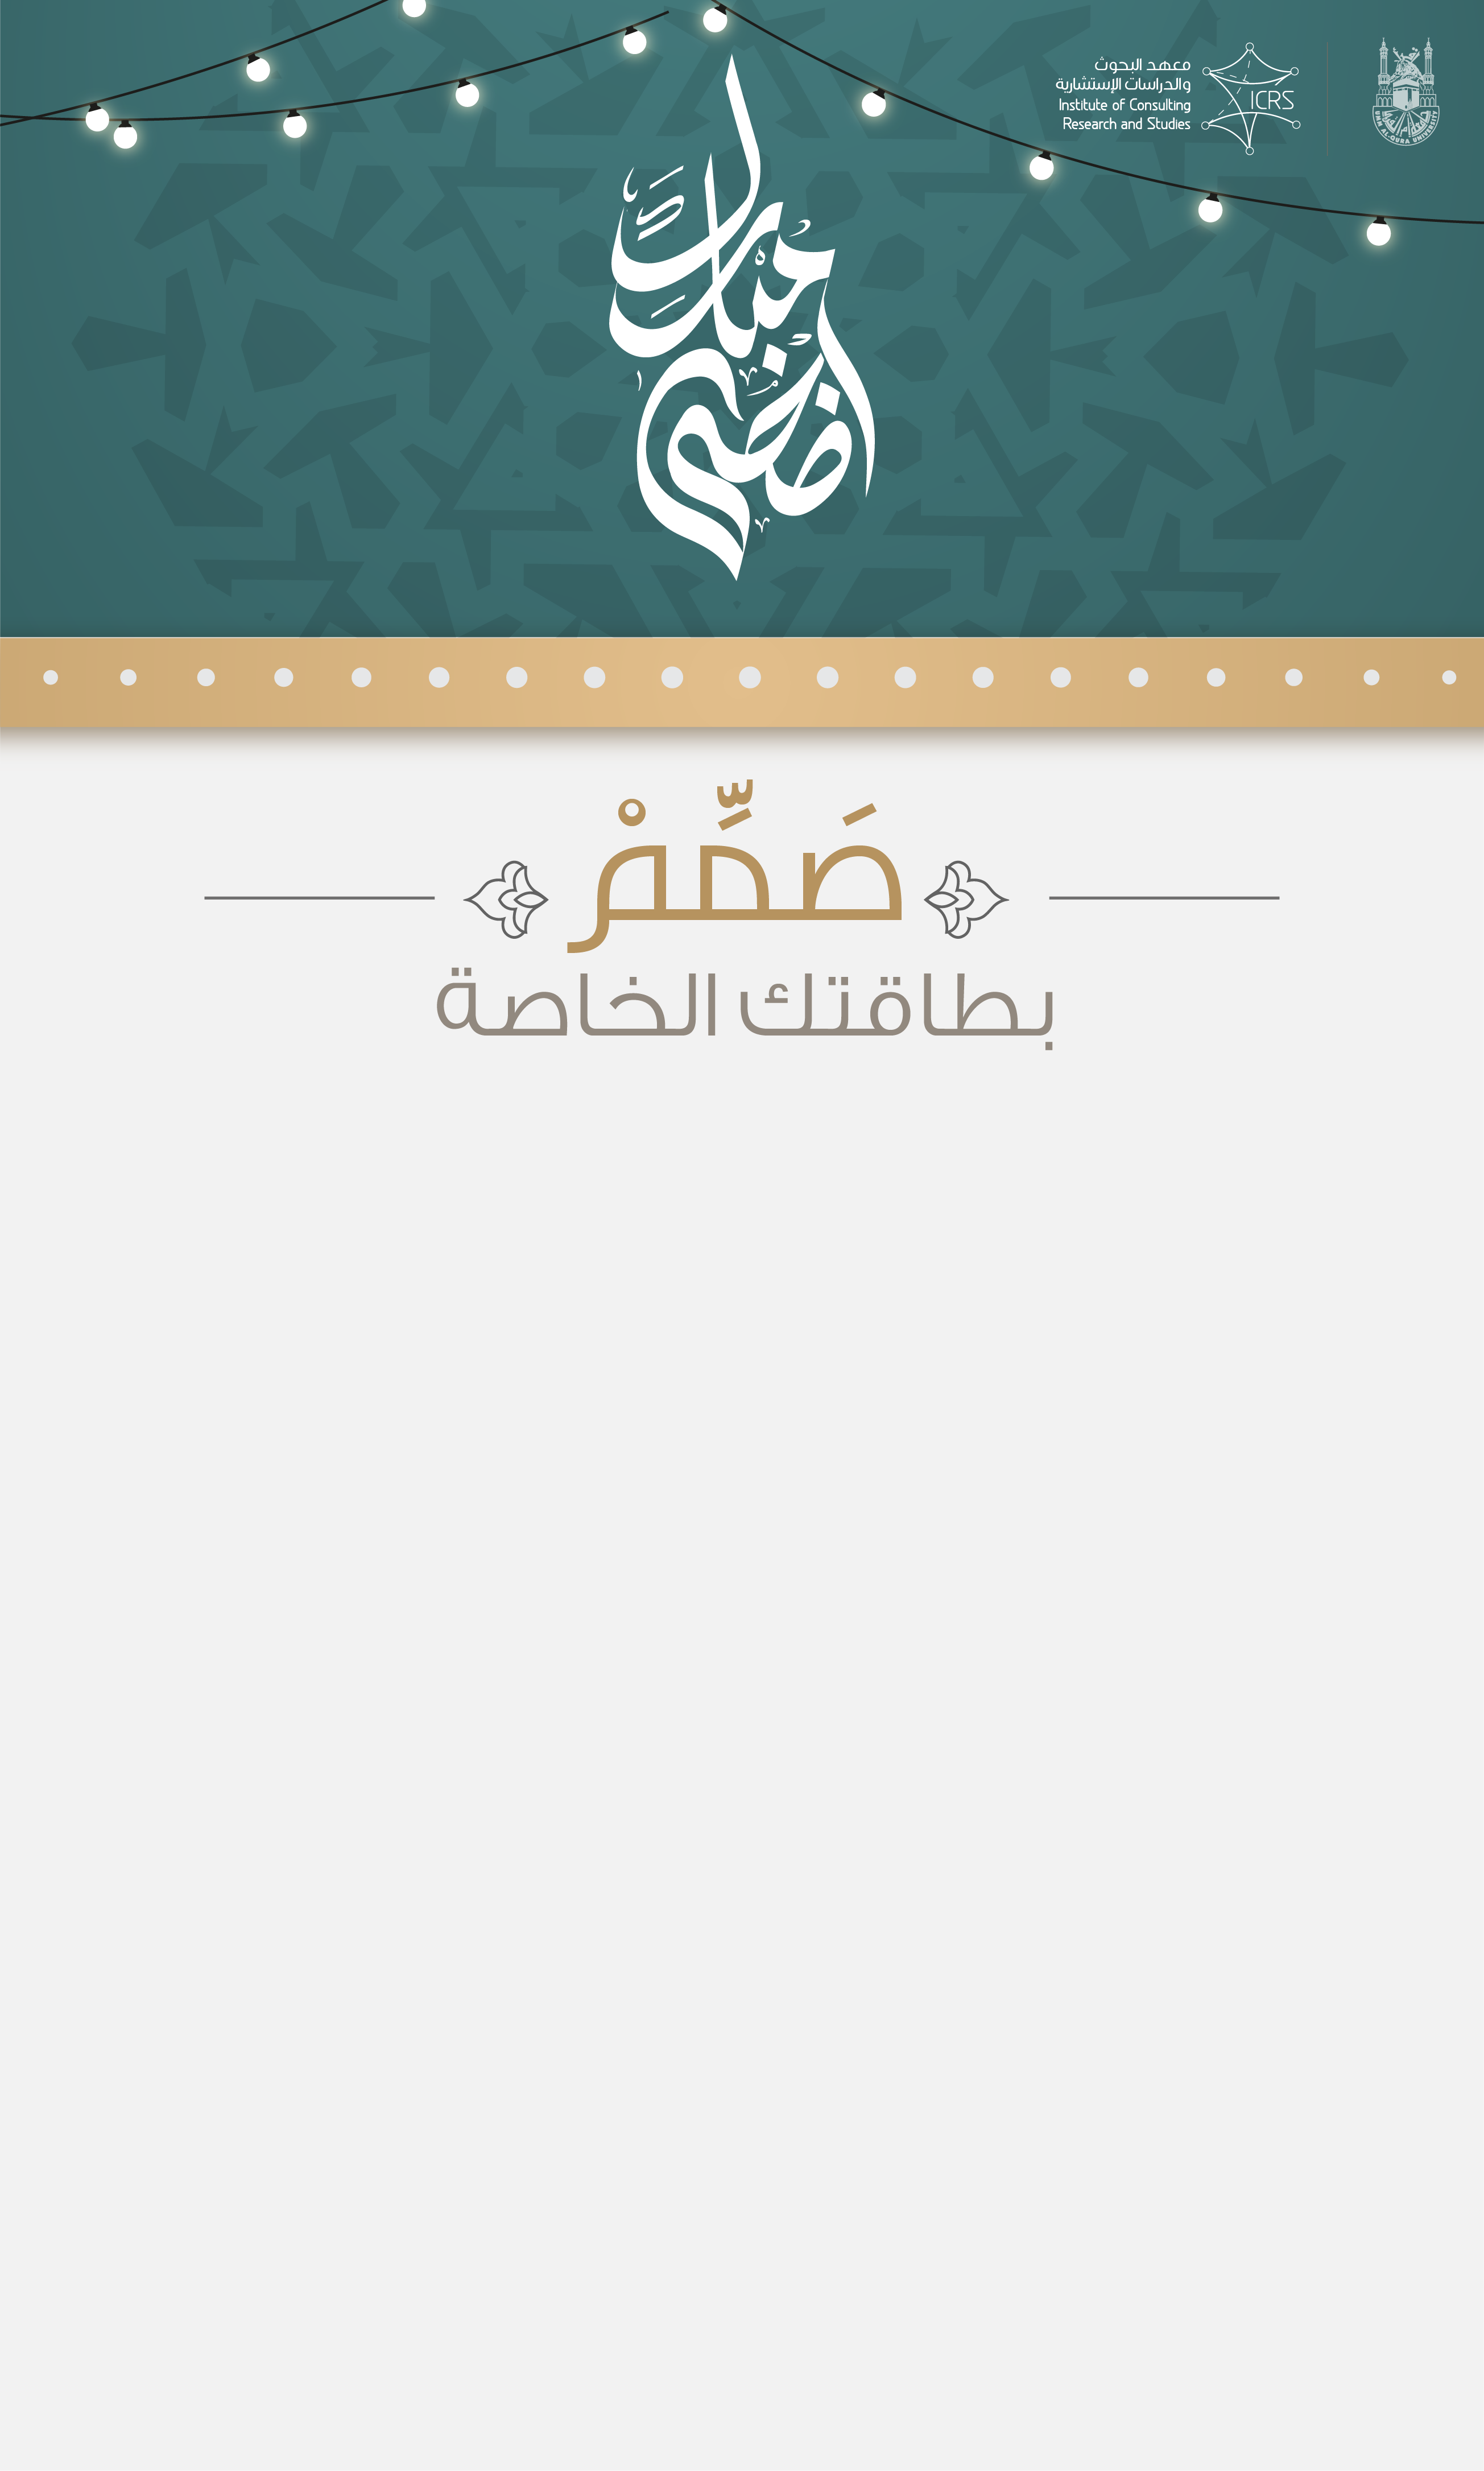 معهد البحوث
والدراسات الإستشارية
Institute of Consulting
Research and Studies
ICRS
UMM AL-QURA UNIVERSITY
أضحى
مبارك
صَمِّمْ
بطاقتك الخاصة